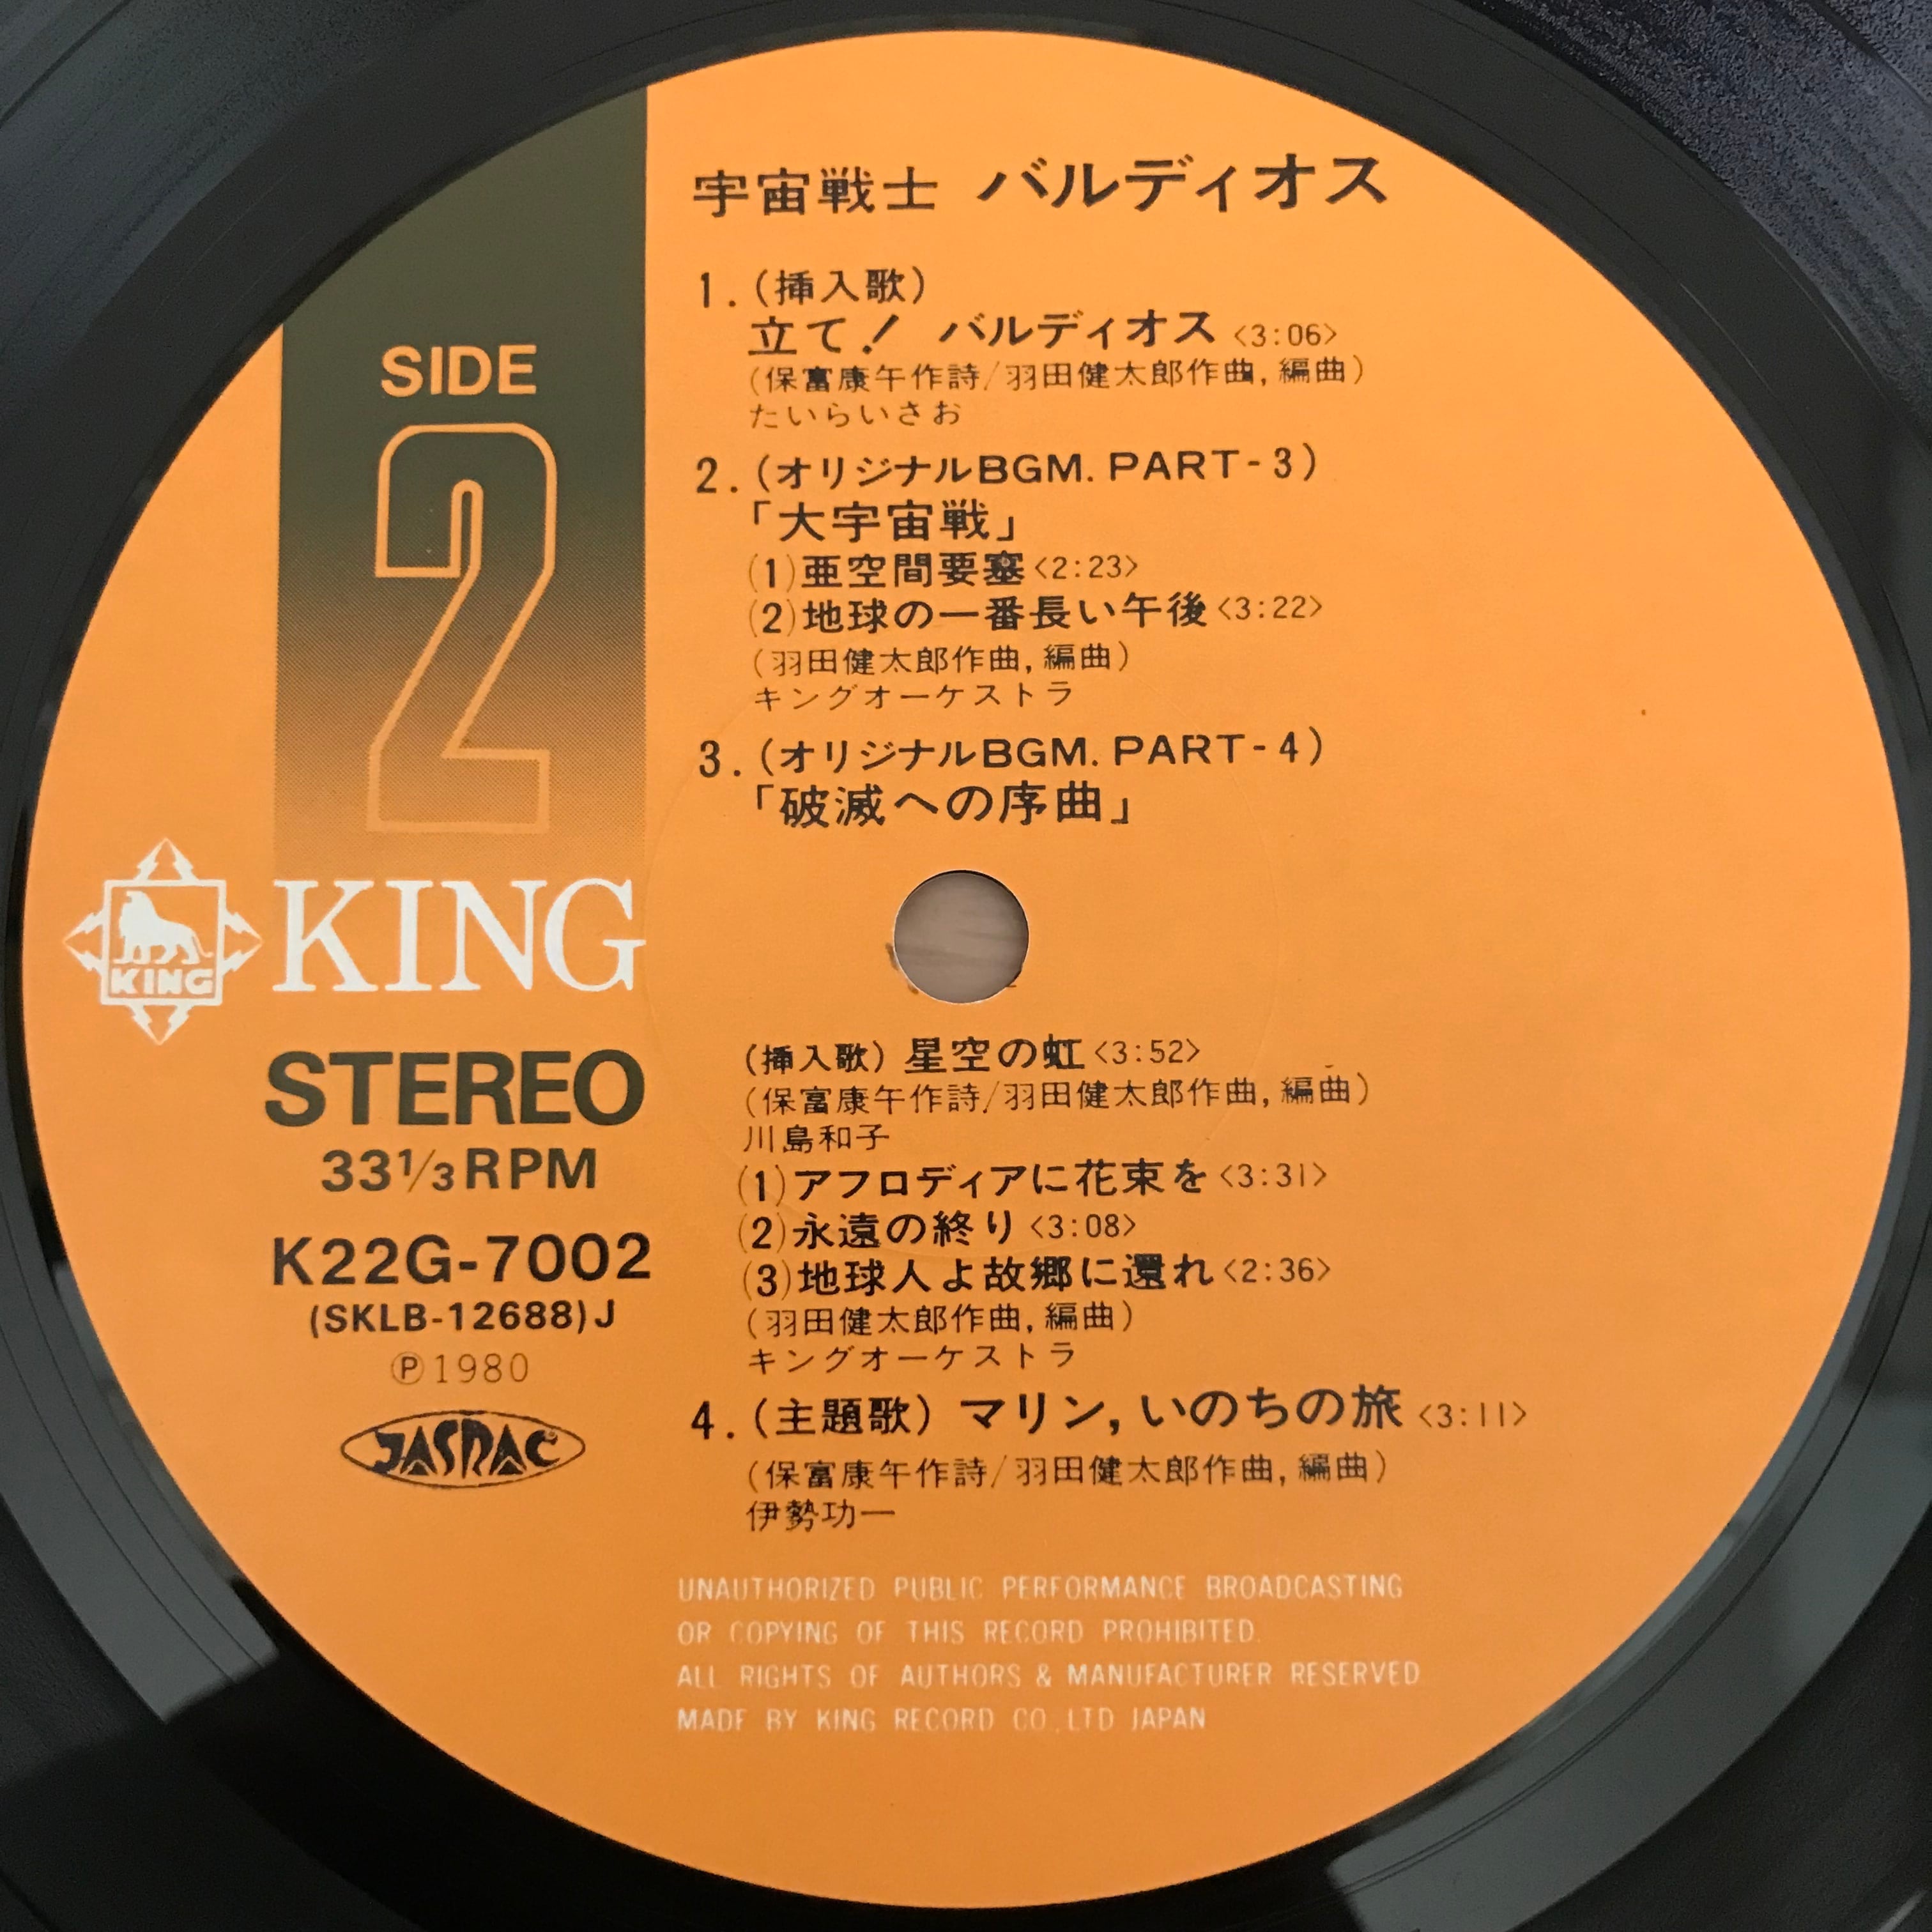 宇宙戦士 バルディオス
1.(挿入歌)
立て! バルディオス <3:06>
(保富康午作詩/羽田健太郎作曲,編曲)
たいらいさお
2.(オリジナルBGM. PART-3)
「大宇宙戦」
(1)亜空間要塞<2:23>
(2)地球の一番長い午後<3:22>
(羽田健太郎作曲,編曲)
キングオーケストラ
3.(オリジナルBGM. PART-4)
「破滅への序曲」
(挿入歌) 星空の虹<3:52>
(保富康午作詩/羽田健太郎作曲,編曲)
川島和子
(1)アフロディアに花束を<3:31>
(2)永遠の終り<3:08>
(3)地球人よ故郷に還れ<2:36>
(羽田健太郎作曲,編曲)
キングオーケストラ
4.(主題歌) マリン,いのちの旅 <3:11>
(保富康午作詩/羽田健太郎作曲,編曲)
伊勢功一
SIDE
2
KING
KING
STEREO
33⅓RPM
K22G-7002
(SKLB-12688)J
Ⓟ1980
JASRAC
UNAUTHORIZED PUBLIC PERFORMANCE BROADCASTING
OR COPYING OF THIS RECORD PROHIBITED.
ALL RIGHTS OF AUTHORS & MANUFACTURER RESERVED
MADE BY KING RECORD CO.,LTD JAPAN